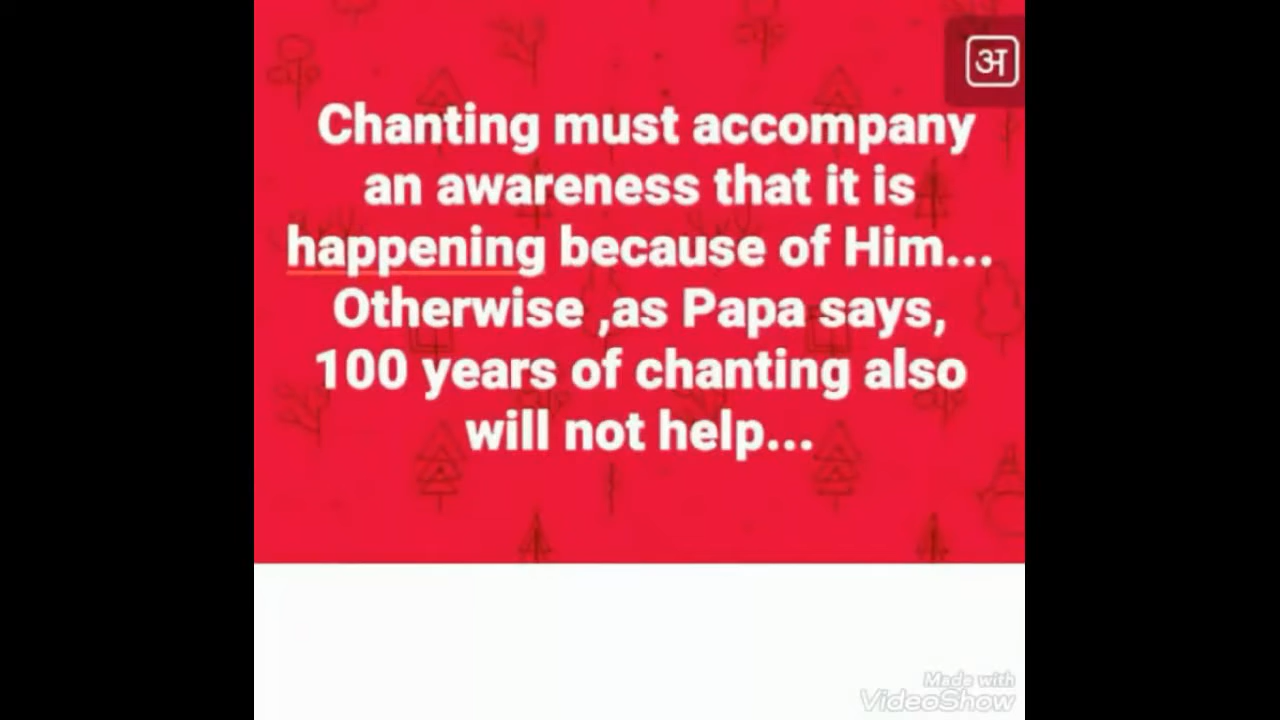 अ
Chanting must accompany
an awareness that it is
happening because of Him...
Otherwise ,as Papa says,
100 years of chanting also
will not help...
Made with
VideoShow